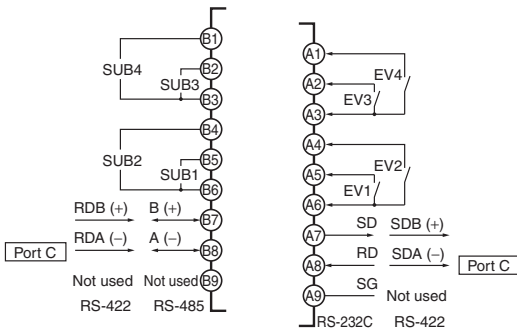 B1
SUB4
B2
SUB3
B3
B4
SUB2
B5
SUB1
B6
RDB (+) B (+) B7
RDA (−) A (−) B8
Port C
Not used Not used B9
RS-422 RS-485
A1
A2
EV4
EV3
A3
A4
EV2
A5
EV1
A6
A7 SD SDB (+)
A8 RD SDA (−) Port C
A9 SG Not used
RS-232C RS-422